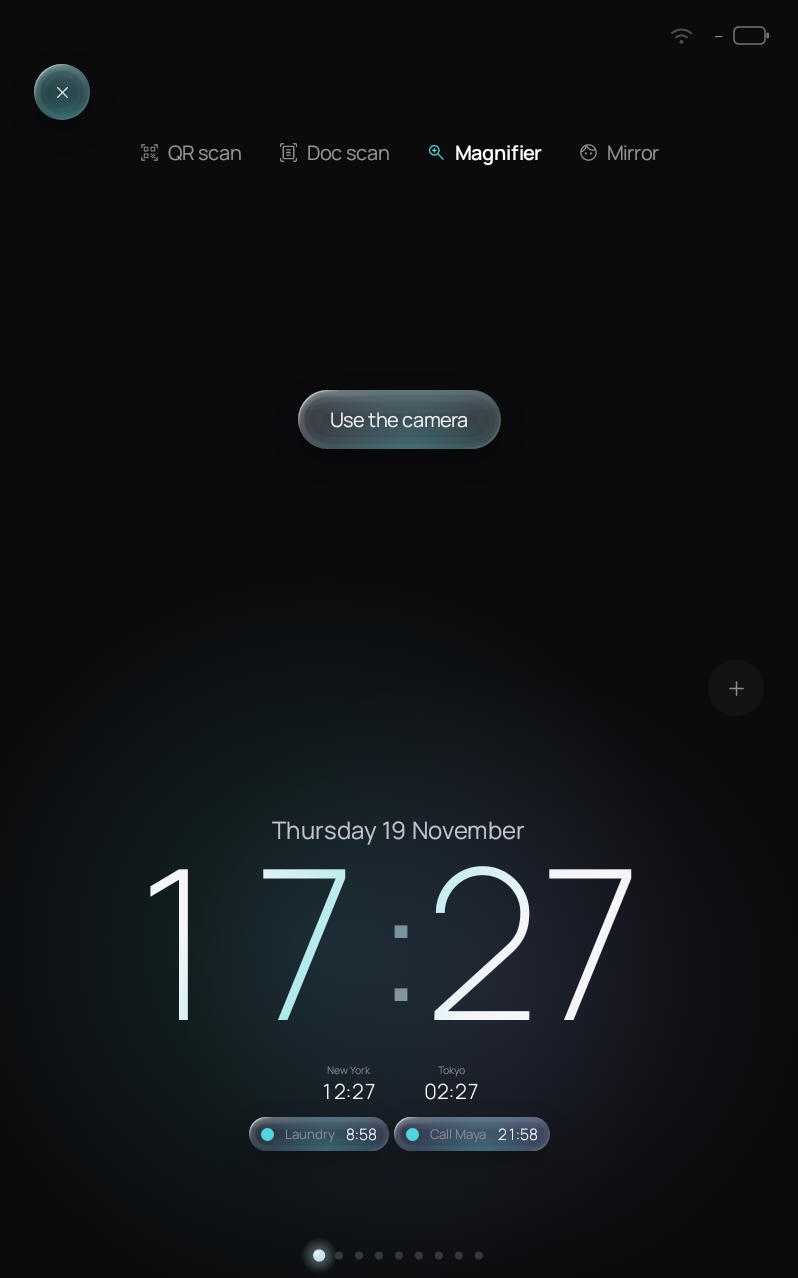 –
QR scan Doc scan Magnifier Mirror
Use the camera
Thursday 19 November
17:27
New York Tokyo
12:27 02:27
Laundry 8:58 Call Maya 21:58